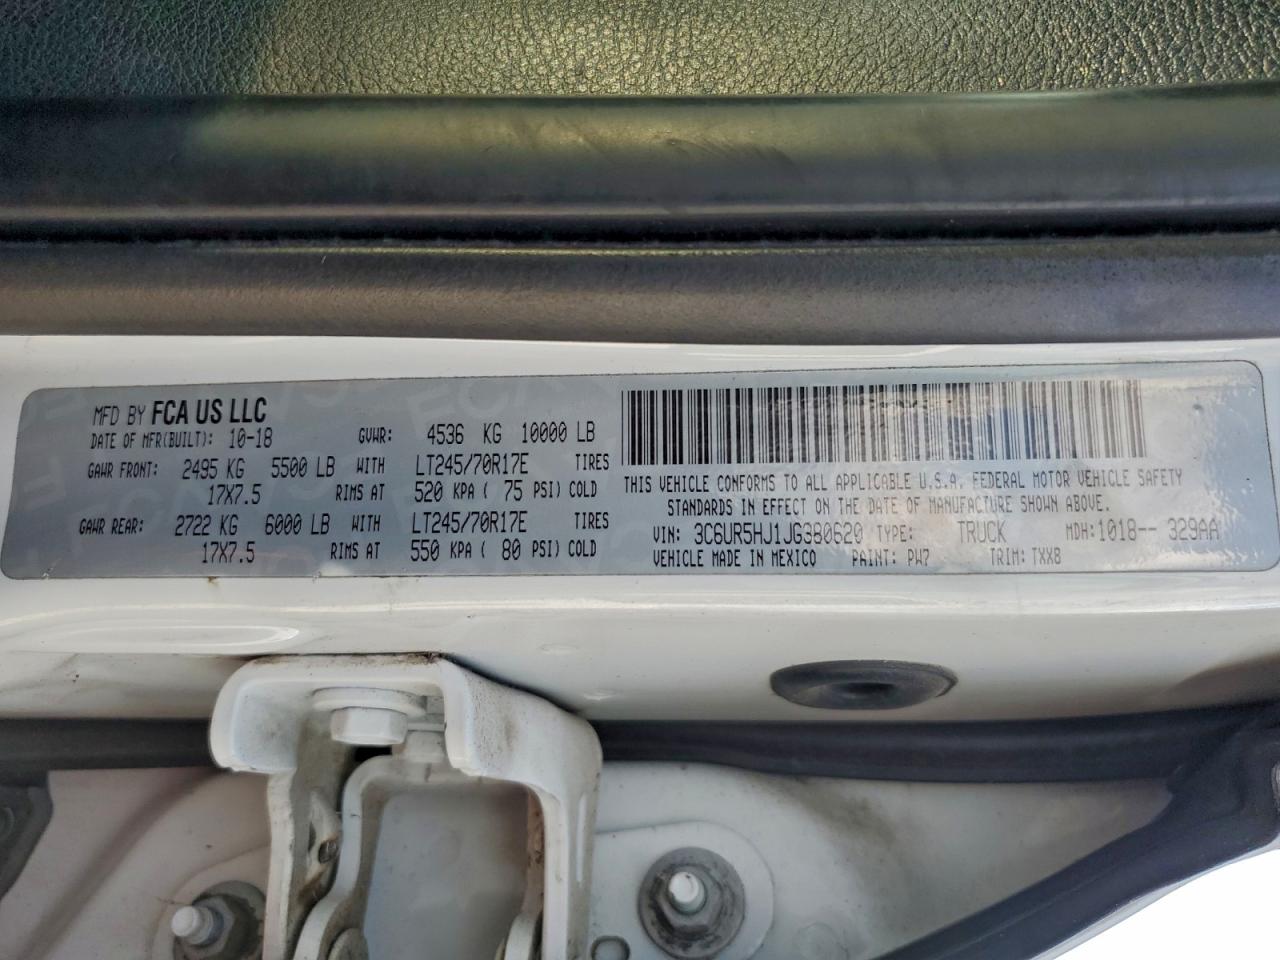 MFD BY FCA US LLC
DATE OF MFR(BUILT): 10-18 GVWR: 4536 KG 10000 LB
GAWR FRONT: 2495 KG 5500 LB WITH LT245/70R17E TIRES
17X7.5 RIMS AT 520 KPA ( 75 PSI) COLD
GAWR REAR: 2722 KG 6000 LB WITH LT245/70R17E TIRES
17X7.5 RIMS AT 550 KPA ( 80 PSI) COLD
THIS VEHICLE CONFORMS TO ALL APPLICABLE U.S.A. FEDERAL MOTOR VEHICLE SAFETY
STANDARDS IN EFFECT ON THE DATE OF MANUFACTURE SHOWN ABOVE.
VIN: 3C6UR5HJ1JG380620 TYPE: TRUCK MDH:1018-- 329AA
VEHICLE MADE IN MEXICO PAINT: PW7 TRIM: TXX8